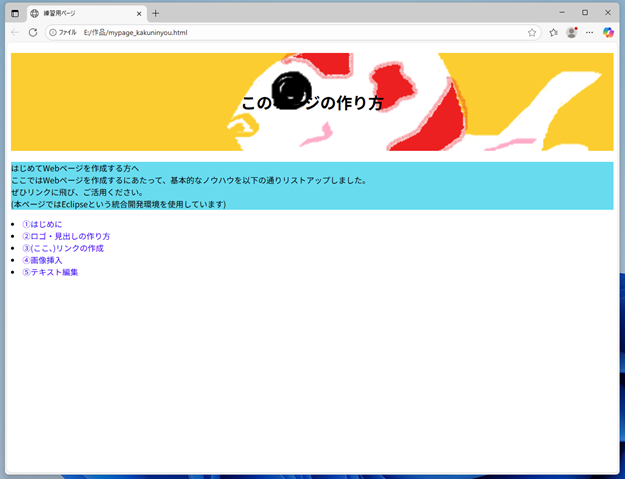 練習用ページ
ファイル E:/作品/mypage_kakuninyou.html
このページの作り方
はじめてWebページを作成する方へ
ここではWebページを作成するにあたって、基本的なノウハウを以下の通りリストアップしました。
ぜひリンクに飛び、ご活用ください。
(本ページではEclipseという統合開発環境を使用しています)
①はじめに
②ロゴ・見出しの作り方
③(ここ､)リンクの作成
④画像挿入
⑤テキスト編集